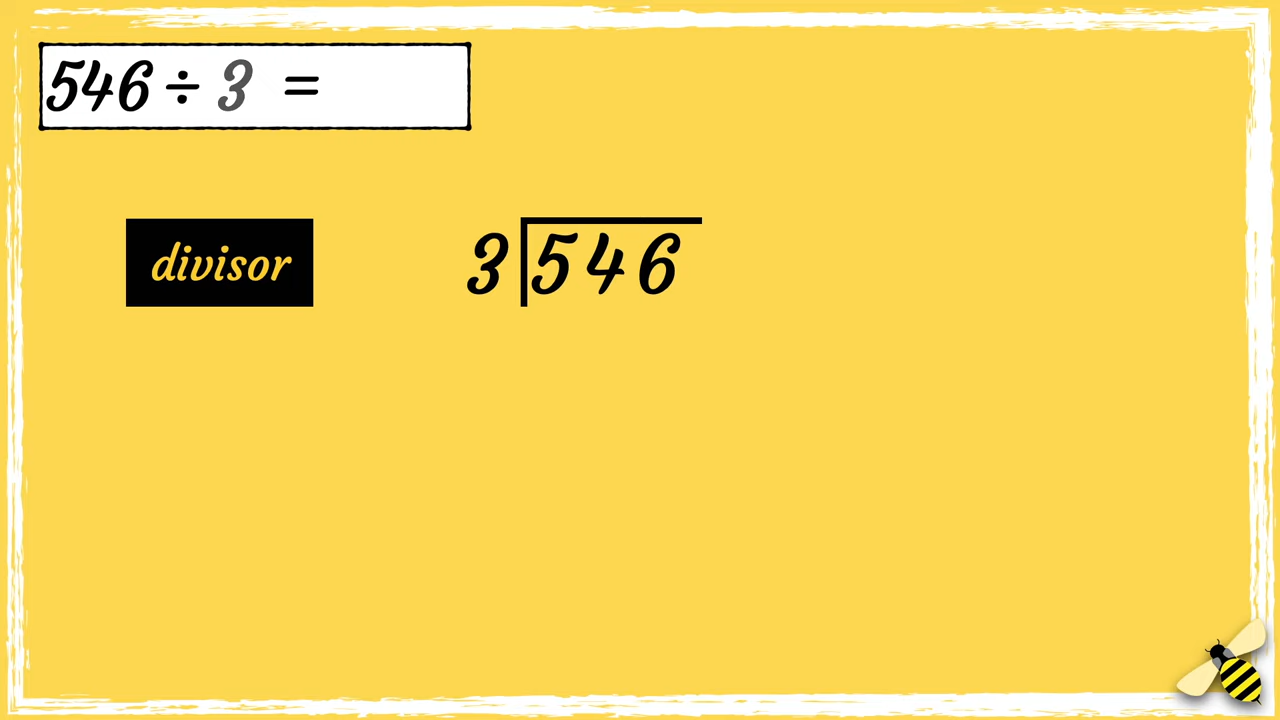 546 ÷ 3 =
divisor
3 546